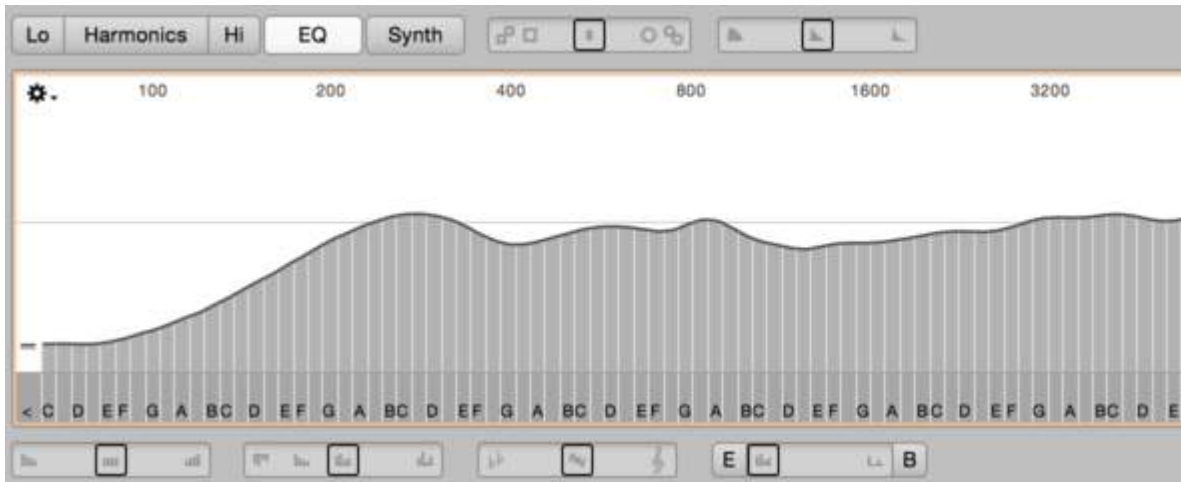 Lo Harmonics Hi EQ Synth
100 200 400 800 1600 3200
< C D E F G A B C D E F G A B C D E F G A B C D E F G A B C D E F G A B C D E F G A B C D E
E B